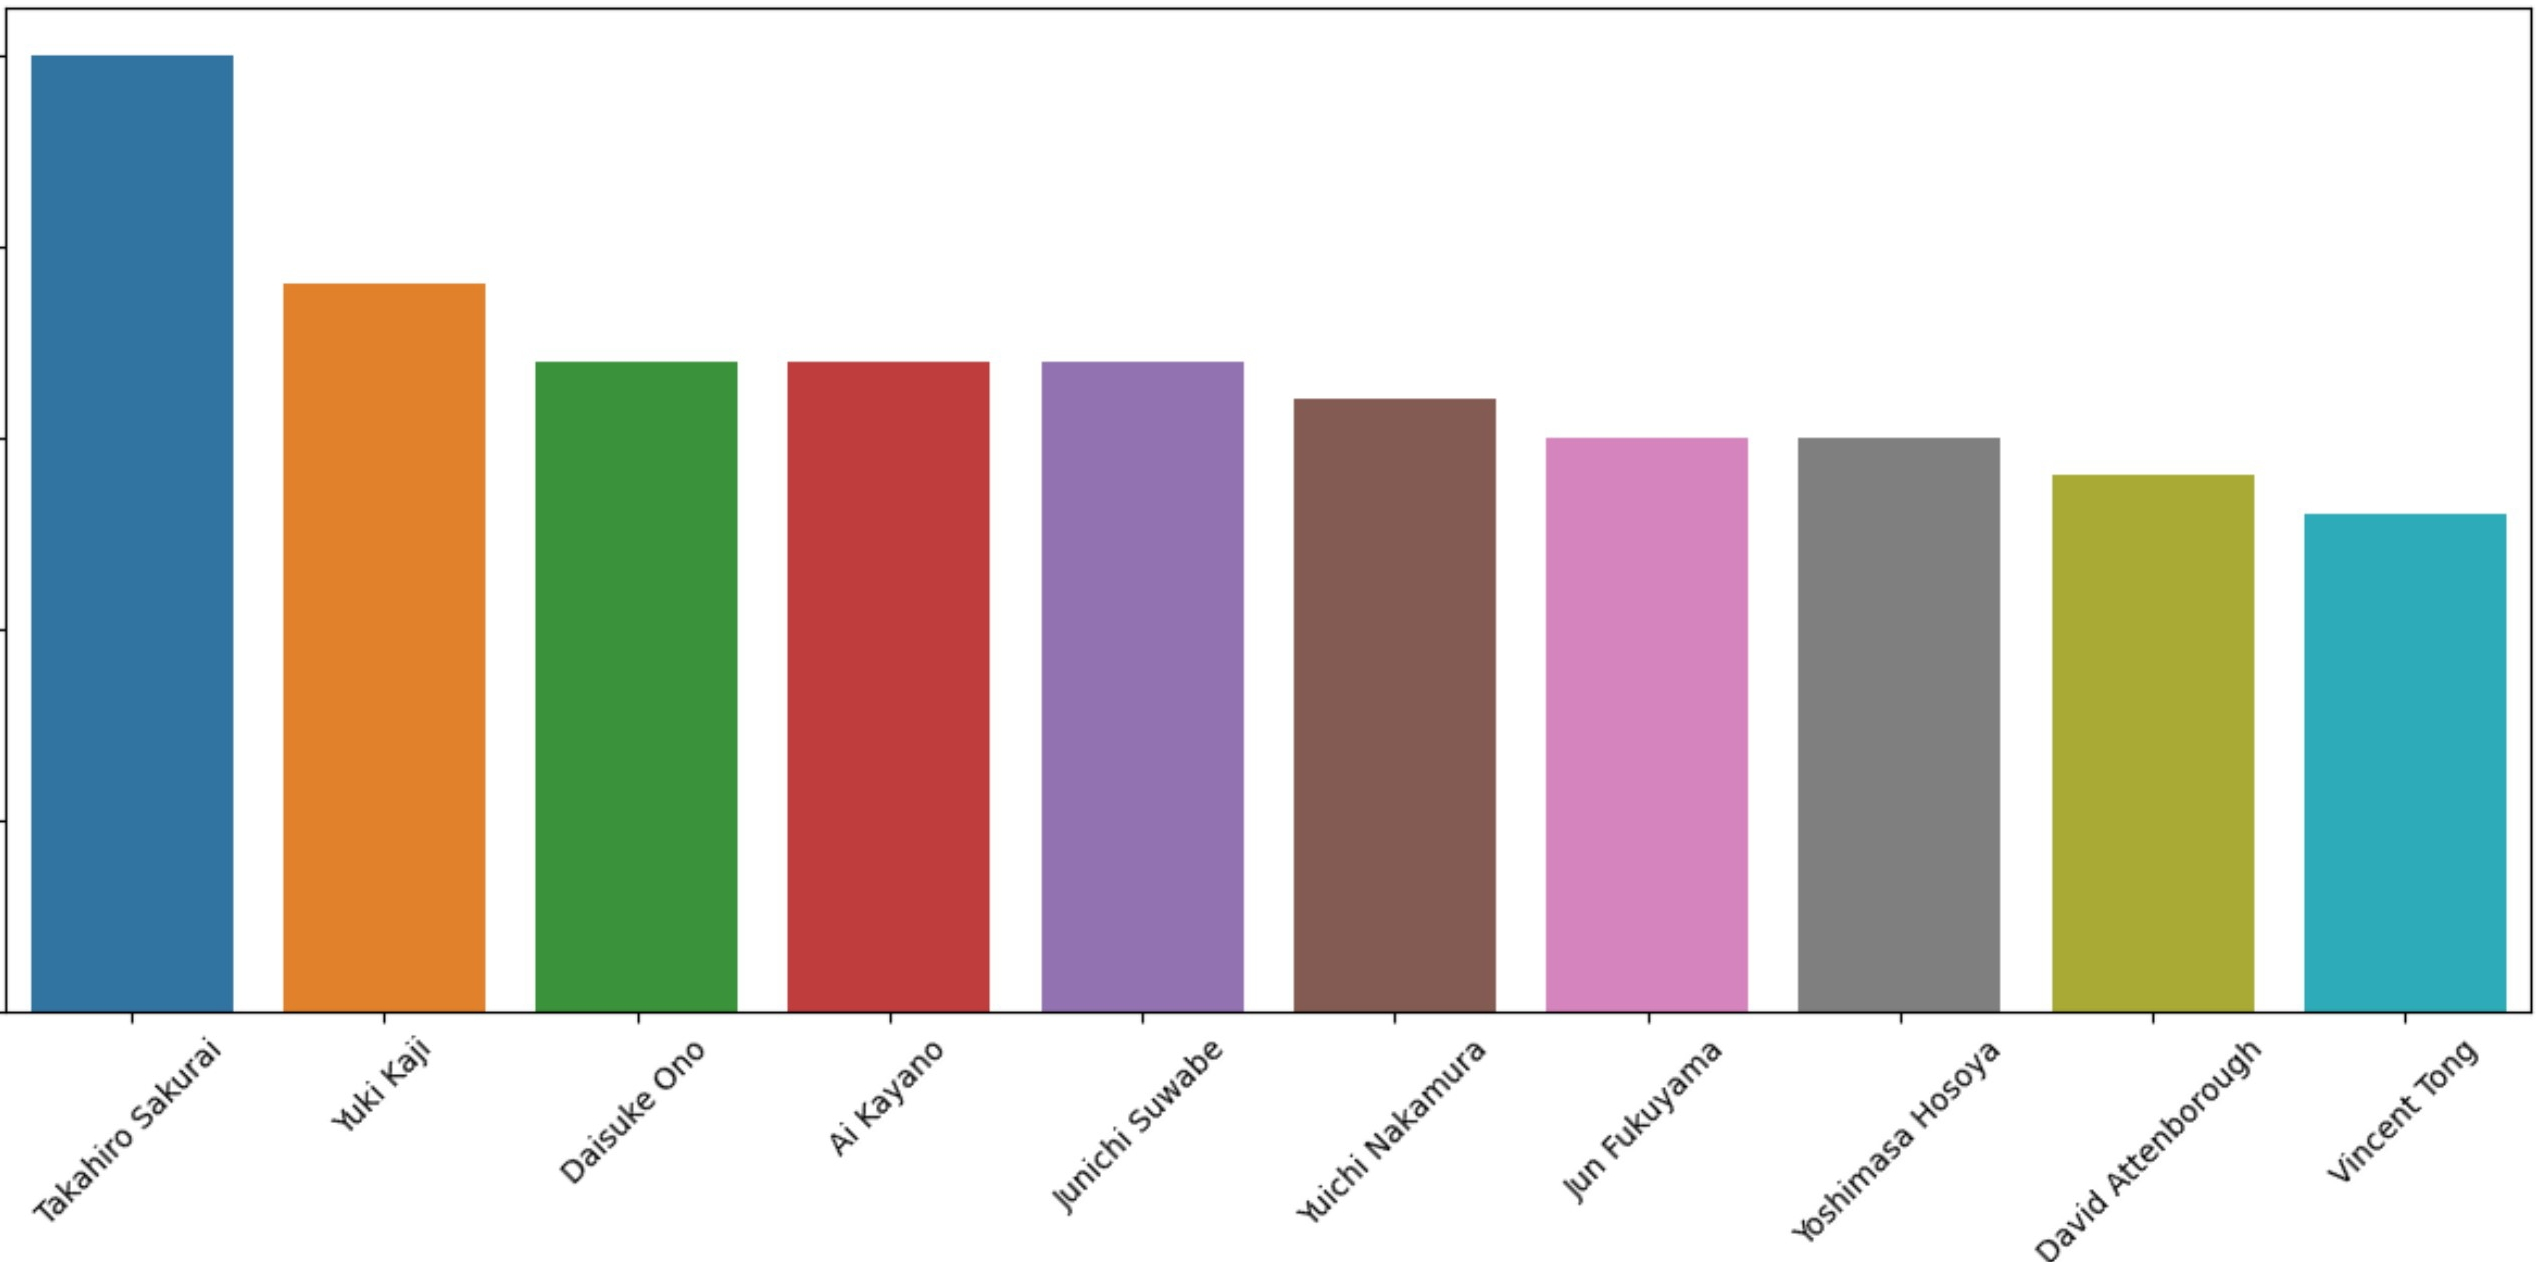 Takahiro Sakurai
Yuki Kaji
Daisuke Ono
Ai Kayano
Junichi Suwabe
Yuichi Nakamura
Jun Fukuyama
Yoshimasa Hosoya
David Attenborough
Vincent Tong